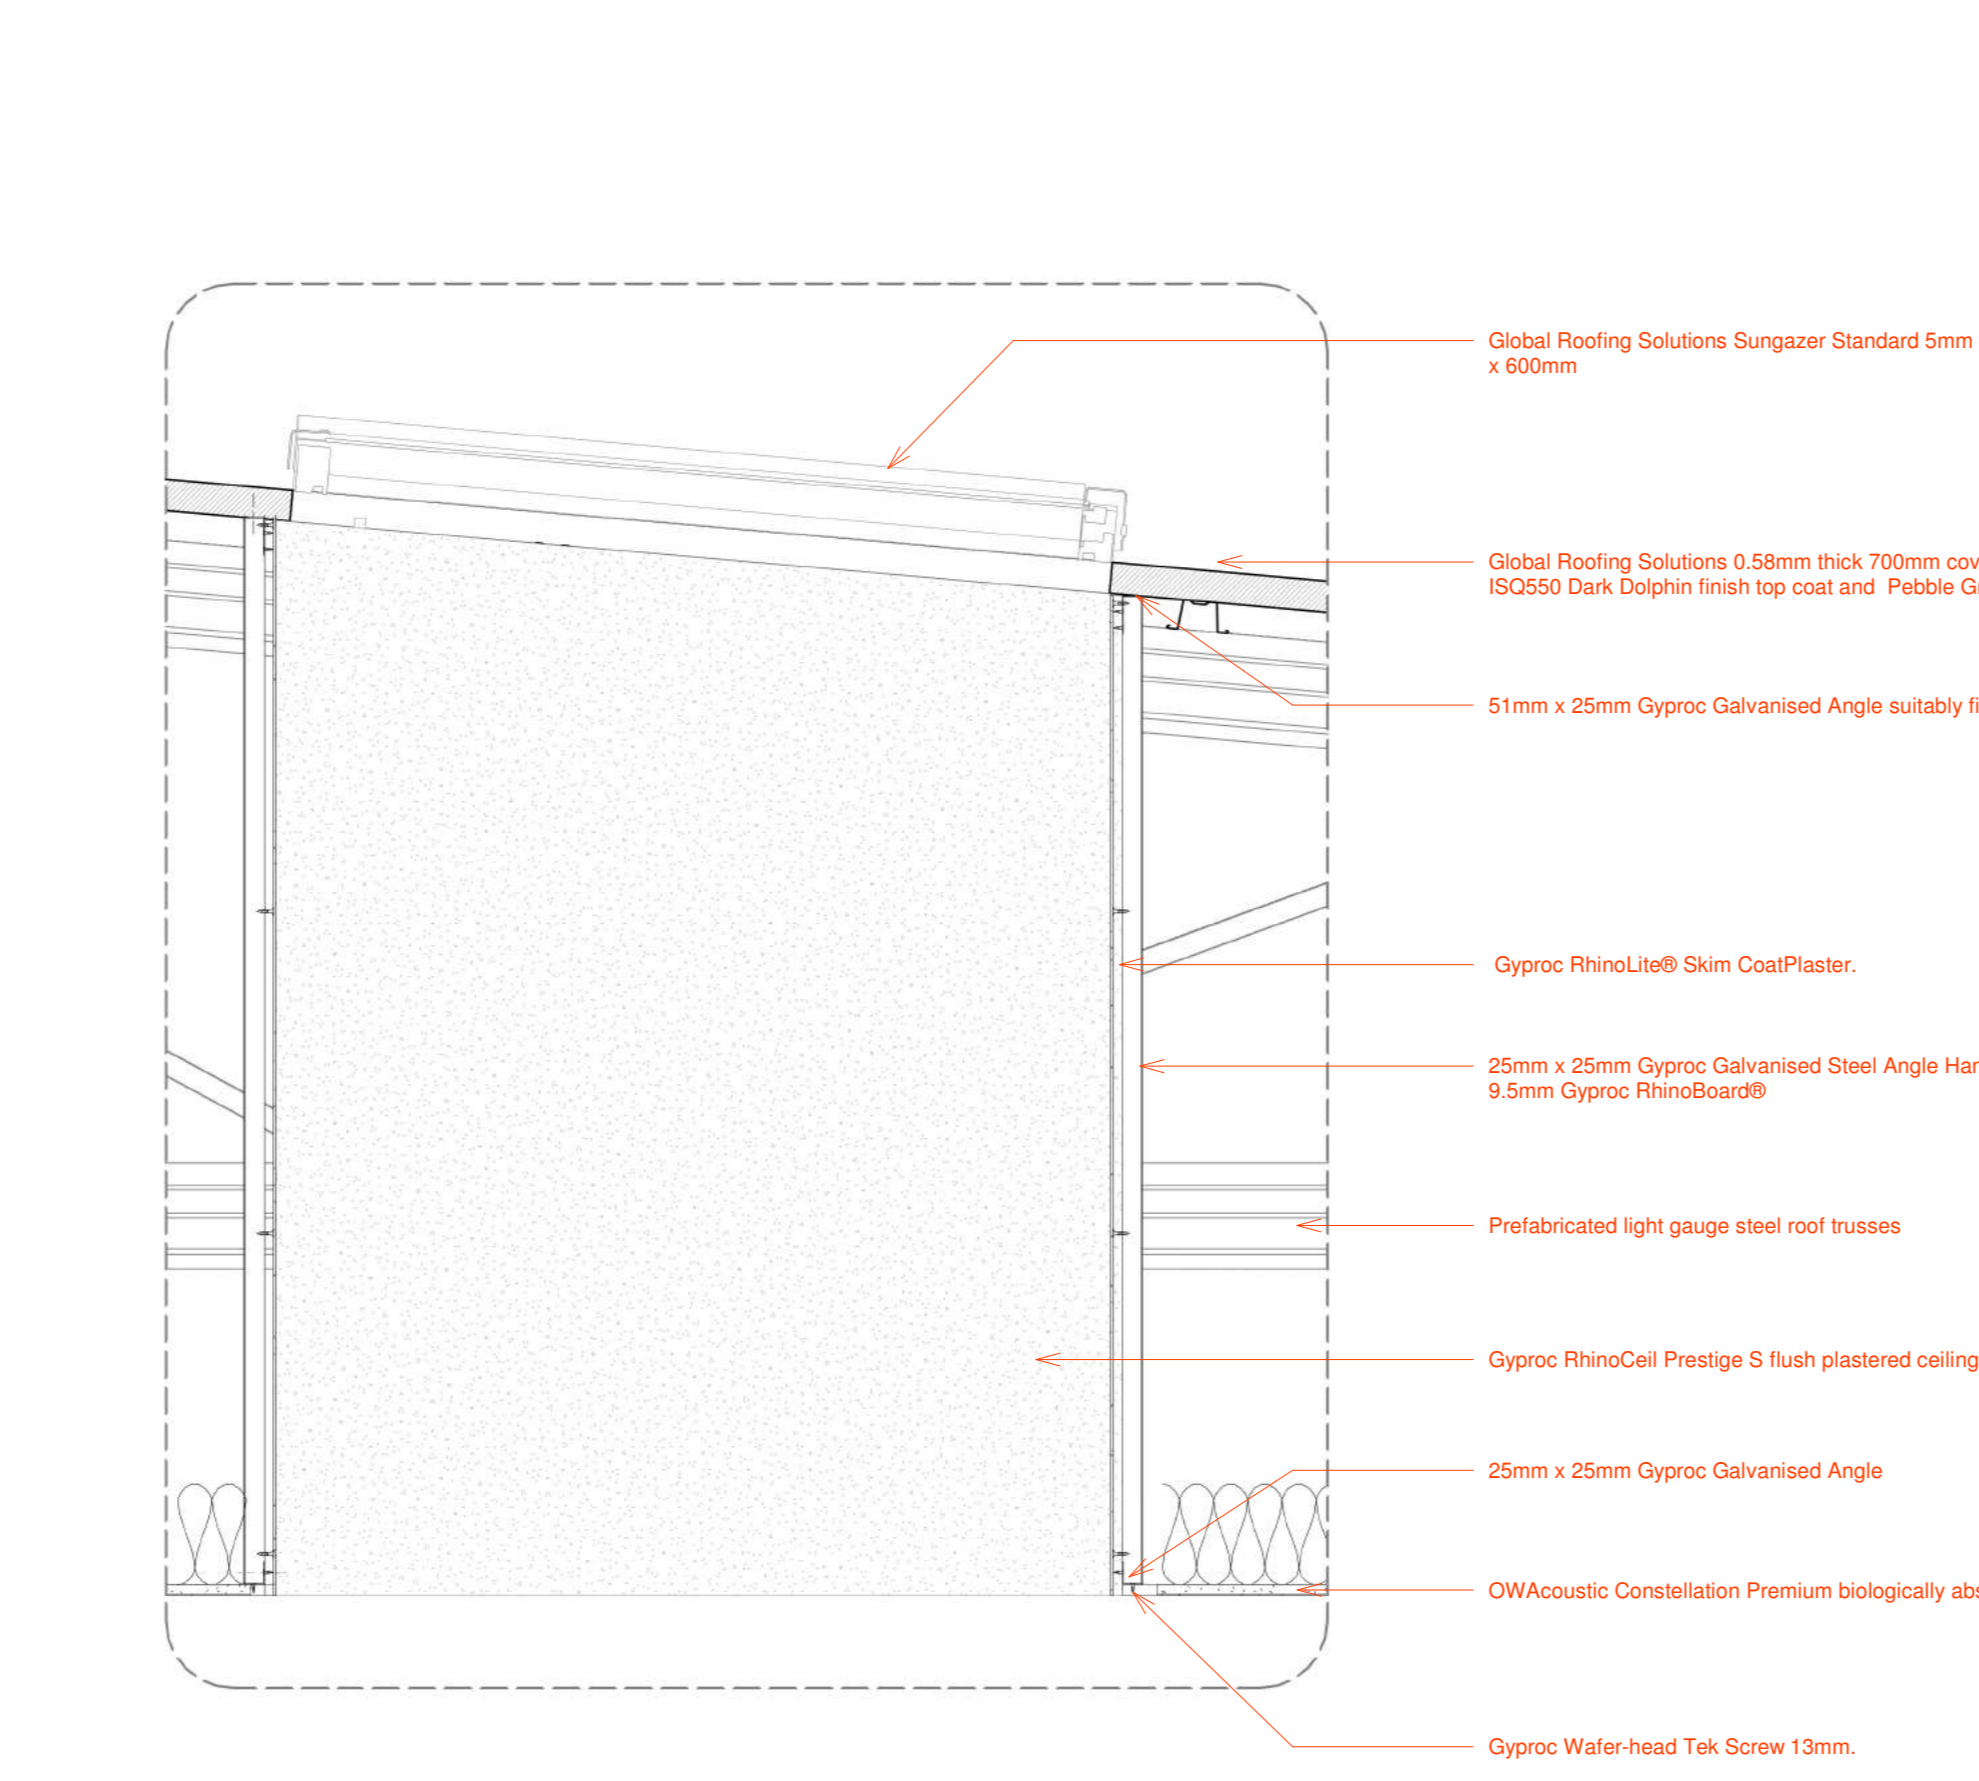 Global Roofing Solutions Sungazer Standard 5mm
x 600mm
Global Roofing Solutions 0.58mm thick 700mm cov
ISQ550 Dark Dolphin finish top coat and Pebble G
51mm x 25mm Gyproc Galvanised Angle suitably fi
Gyproc RhinoLite® Skim CoatPlaster.
25mm x 25mm Gyproc Galvanised Steel Angle Han
9.5mm Gyproc RhinoBoard®
Prefabricated light gauge steel roof trusses
Gyproc RhinoCeil Prestige S flush plastered ceiling
25mm x 25mm Gyproc Galvanised Angle
OWAcoustic Constellation Premium biologically abs
Gyproc Wafer-head Tek Screw 13mm.